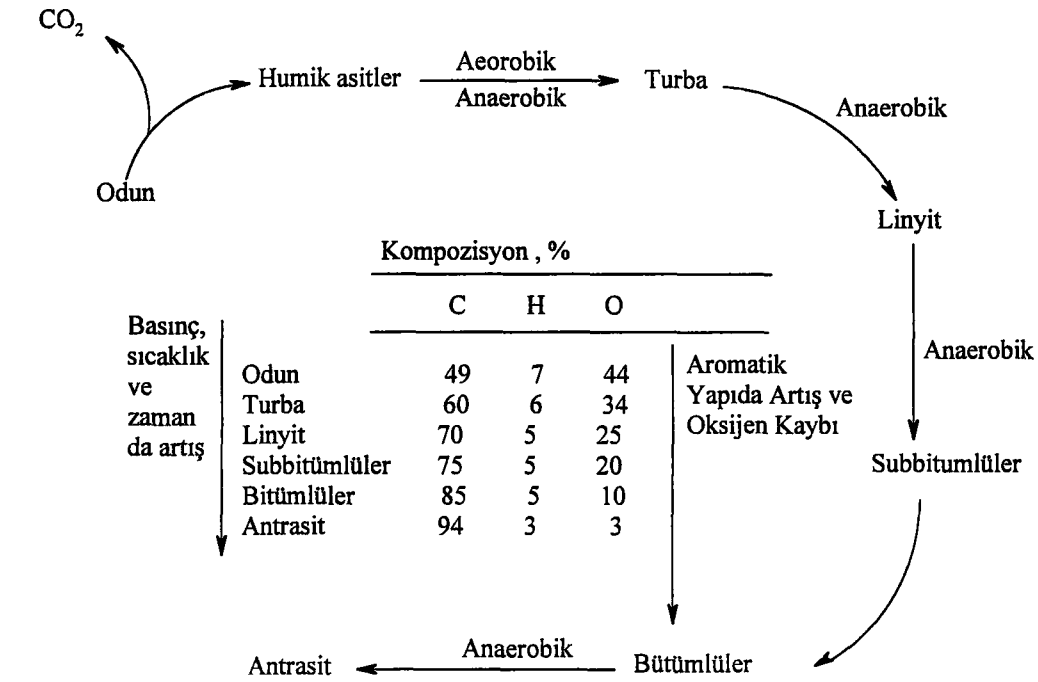 CO2
Humik asitler
Aeorobik
Anaerobik
Turba
Anaerobik
Odun
Linyit
Kompozisyon , %
C H O
Basınç,
sıcaklık
ve
zaman
da artış
Odun 49 7 44
Turba 60 6 34
Linyit 70 5 25
Subbitümlüler 75 5 20
Bitümlüler 85 5 10
Antrasit 94 3 3
Aromatik
Yapıda Artış ve
Oksijen Kaybı
Anaerobik
Subbitumlüler
Anaerobik
Antrasit
Bütümlüler